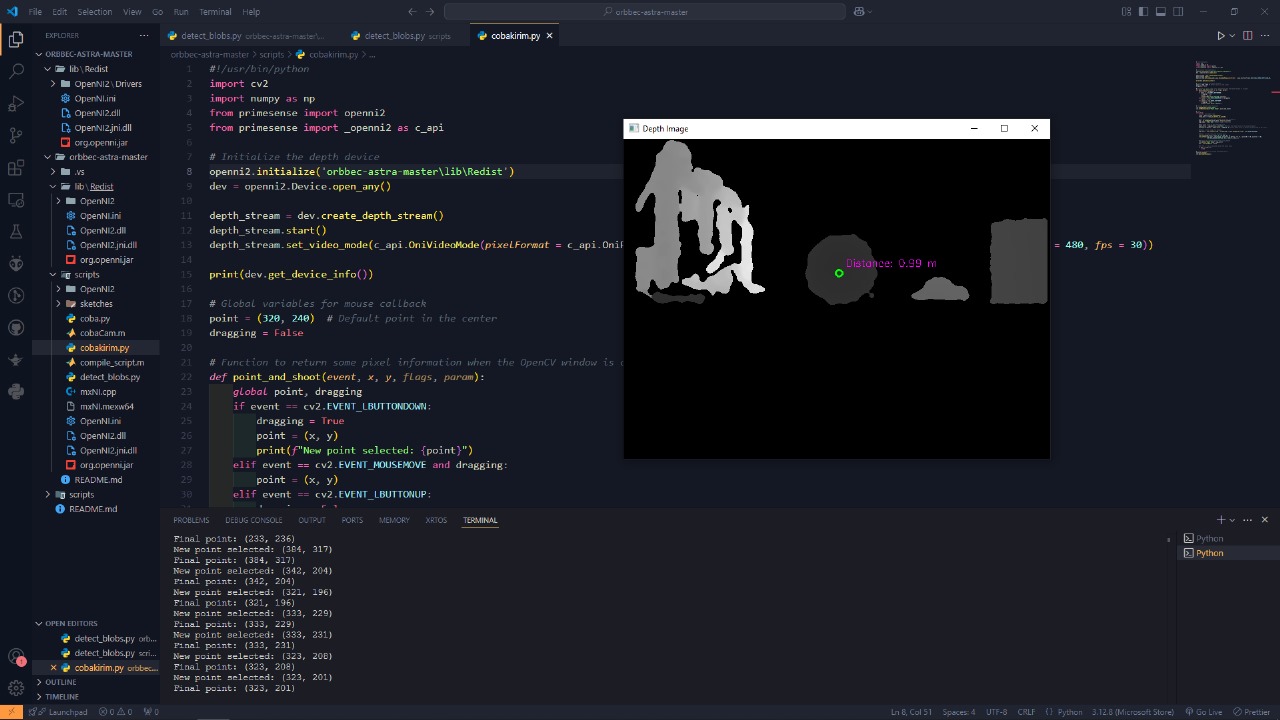 File Edit Selection View Go Run Terminal Help
orbbec-astra-master
EXPLORER
detect_blobs.py orbbec-astra-master\...
detect_blobs.py scripts
cobakirim.py
orbbec-astra-master > scripts > cobakirim.py > ...
ORBBEC-ASTRA-MASTER
lib\Redist
OpenNI2\Drivers
OpenNI.ini
OpenNI2.dll
OpenNI2.jni.dll
org.openni.jar
orbbec-astra-master
.vs
lib\Redist
OpenNI2
OpenNI.ini
OpenNI2.dll
OpenNI2.jni.dll
org.openni.jar
scripts
OpenNI2
sketches
coba.py
cobaCam.m
cobakirim.py
compile_script.m
detect_blobs.py
mxNI.cpp
mxNI.mexw64
OpenNI.ini
OpenNI2.dll
OpenNI2.jni.dll
org.openni.jar
README.md
scripts
README.md
OPEN EDITORS
detect_blobs.py orb...
detect_blobs.py scri...
cobakirim.py orbbec-...
OUTLINE
TIMELINE
1 #!/usr/bin/python
2 import cv2
3 import numpy as np
4 from primesense import openni2
5 from primesense import _openni2 as c_api
6
7 # Initialize the depth device
8 openni2.initialize('orbbec-astra-master\lib\Redist')
9 dev = openni2.Device.open_any()
10
11 depth_stream = dev.create_depth_stream()
12 depth_stream.start()
13 depth_stream.set_video_mode(c_api.OniVideoMode(pixelFormat = c_api.OniP = 480, fps = 30))
14
15 print(dev.get_device_info())
16
17 # Global variables for mouse callback
18 point = (320, 240) # Default point in the center
19 dragging = False
20
21 # Function to return some pixel information when the OpenCV window is c
22 def point_and_shoot(event, x, y, flags, param):
23 global point, dragging
24 if event == cv2.EVENT_LBUTTONDOWN:
25 dragging = True
26 point = (x, y)
27 print(f"New point selected: {point}")
28 elif event == cv2.EVENT_MOUSEMOVE and dragging:
29 point = (x, y)
30 elif event == cv2.EVENT_LBUTTONUP:
Depth Image
Distance: 0.99 m
PROBLEMS DEBUG CONSOLE OUTPUT PORTS MEMORY XRTOS TERMINAL
Final point: (233, 236)
New point selected: (384, 317)
Final point: (384, 317)
New point selected: (342, 204)
Final point: (342, 204)
New point selected: (321, 196)
Final point: (321, 196)
New point selected: (333, 229)
Final point: (333, 229)
New point selected: (333, 231)
Final point: (333, 231)
New point selected: (323, 208)
Final point: (323, 208)
New point selected: (323, 201)
Final point: (323, 201)
Python
Python
Launchpad 0 0 0 Ln 8, Col 51 Spaces: 4 UTF-8 CRLF Python 3.12.8 (Microsoft Store) Go Live Prettier